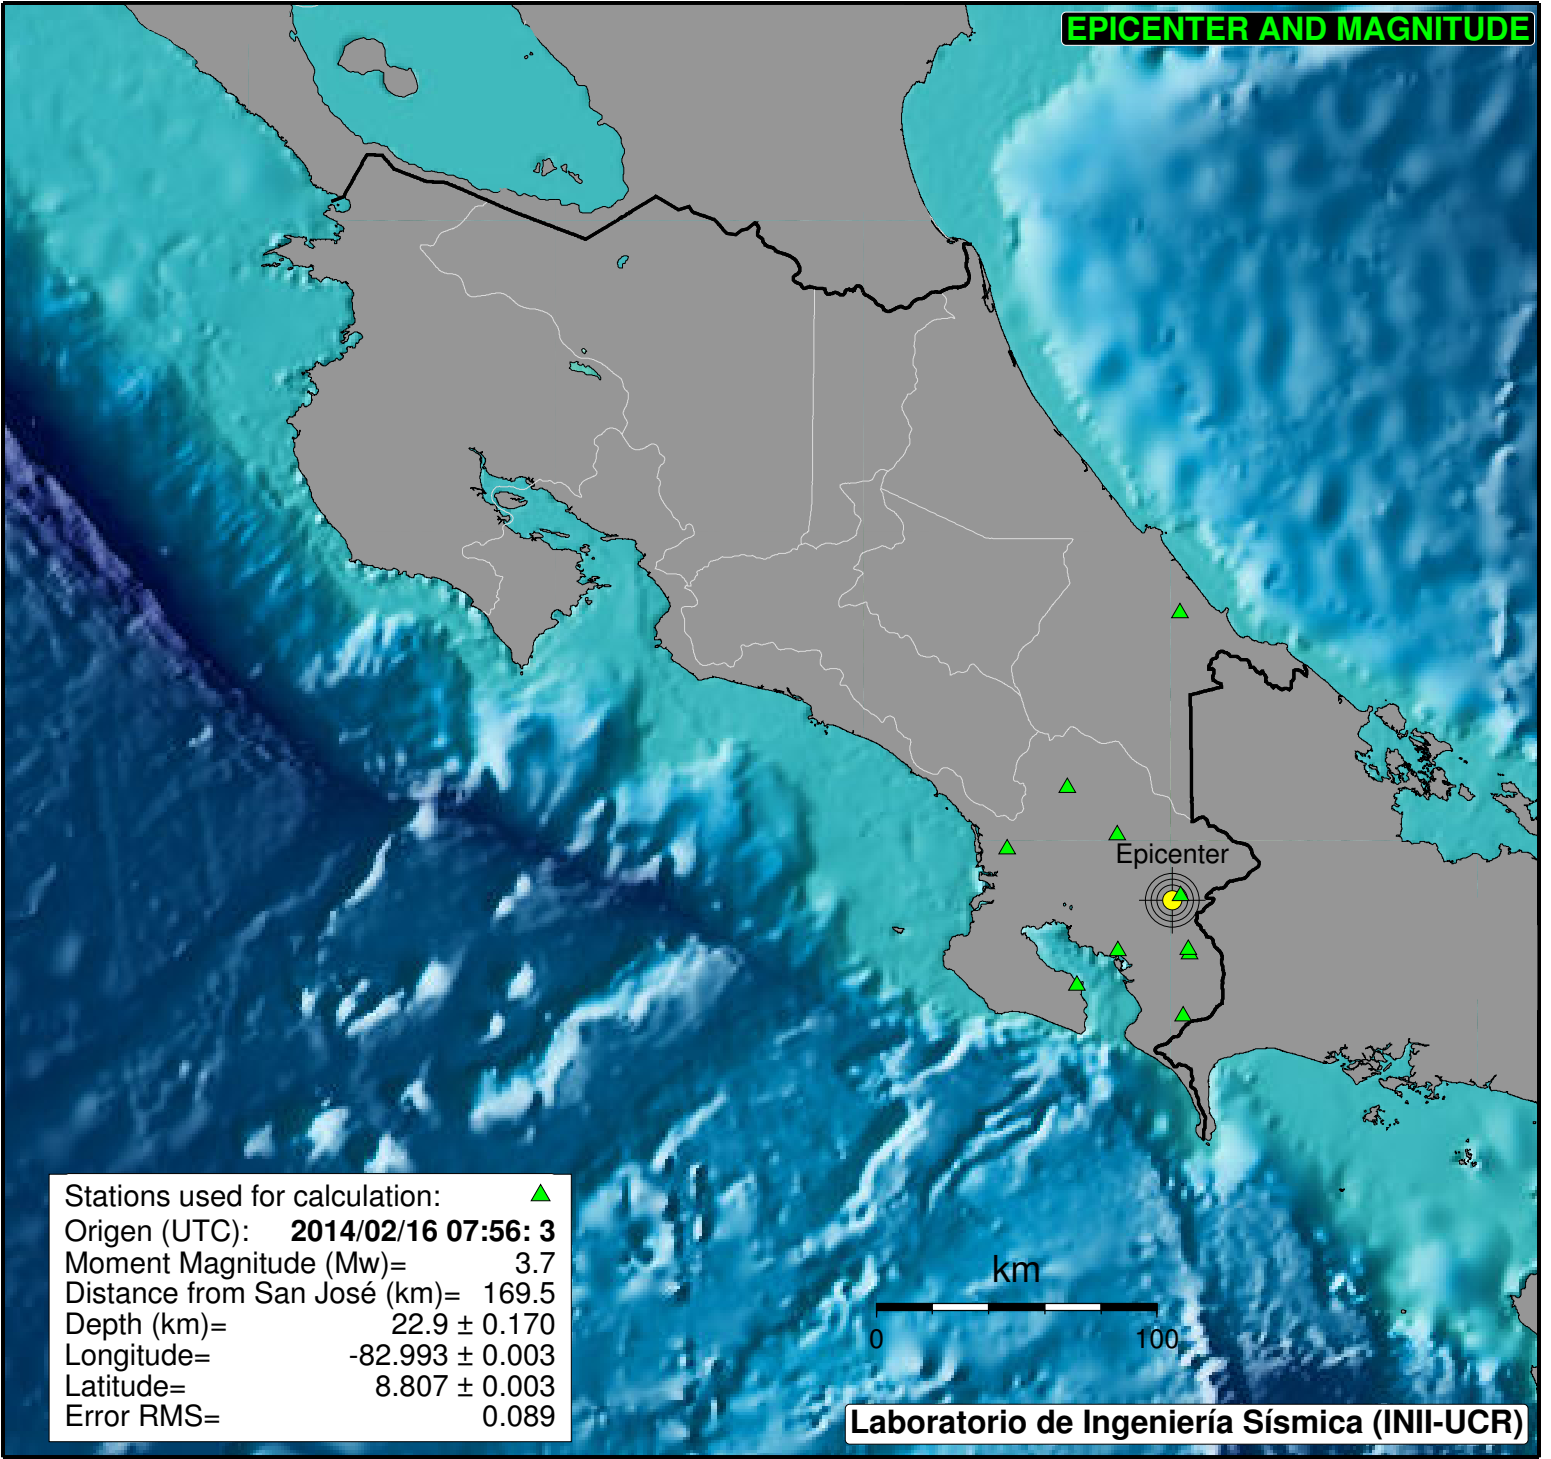 EPICENTER AND MAGNITUDE
Epicenter
Stations used for calculation:
Origen (UTC): 2014/02/16 07:56: 3
Moment Magnitude (Mw)= 3.7
Distance from San José (km)= 169.5
Depth (km)= 22.9 ± 0.170
Longitude= -82.993 ± 0.003
Latitude= 8.807 ± 0.003
Error RMS= 0.089
km
0 100
Laboratorio de Ingeniería Sísmica (INII-UCR)